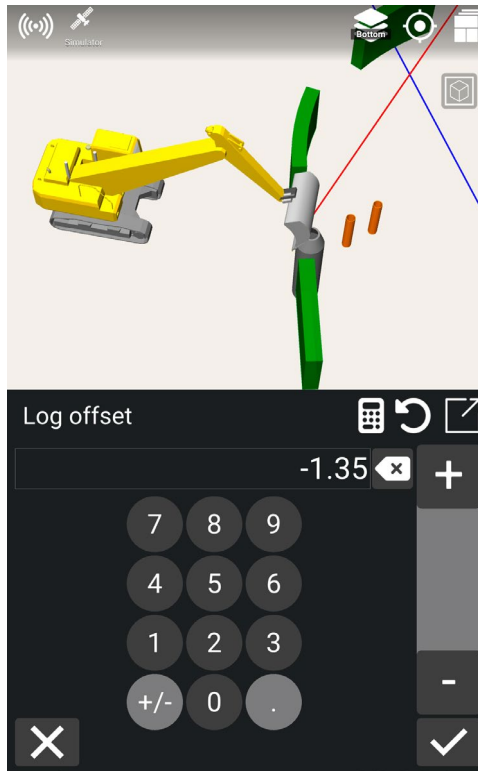 Simulator
Bottom
Log offset
-1.35
+
7 8 9
4 5 6
1 2 3
+/- 0 .
-